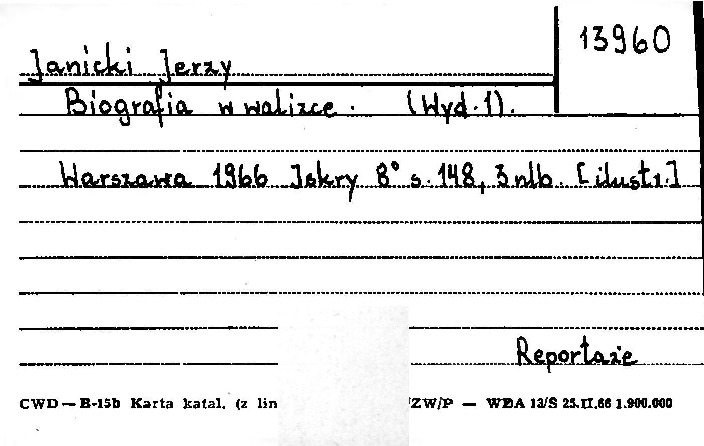 13960
Janicki Jerzy
Biografia w walizce. (Wyd. 1).
Warszawa 1966 Iskry 8° s. 148, 3 nlb. [ilustr.]
Reportaże
CWD — B-15b Karta katal. (z lin ZW/P — WDA 13/S 25.II.66 1.900.000